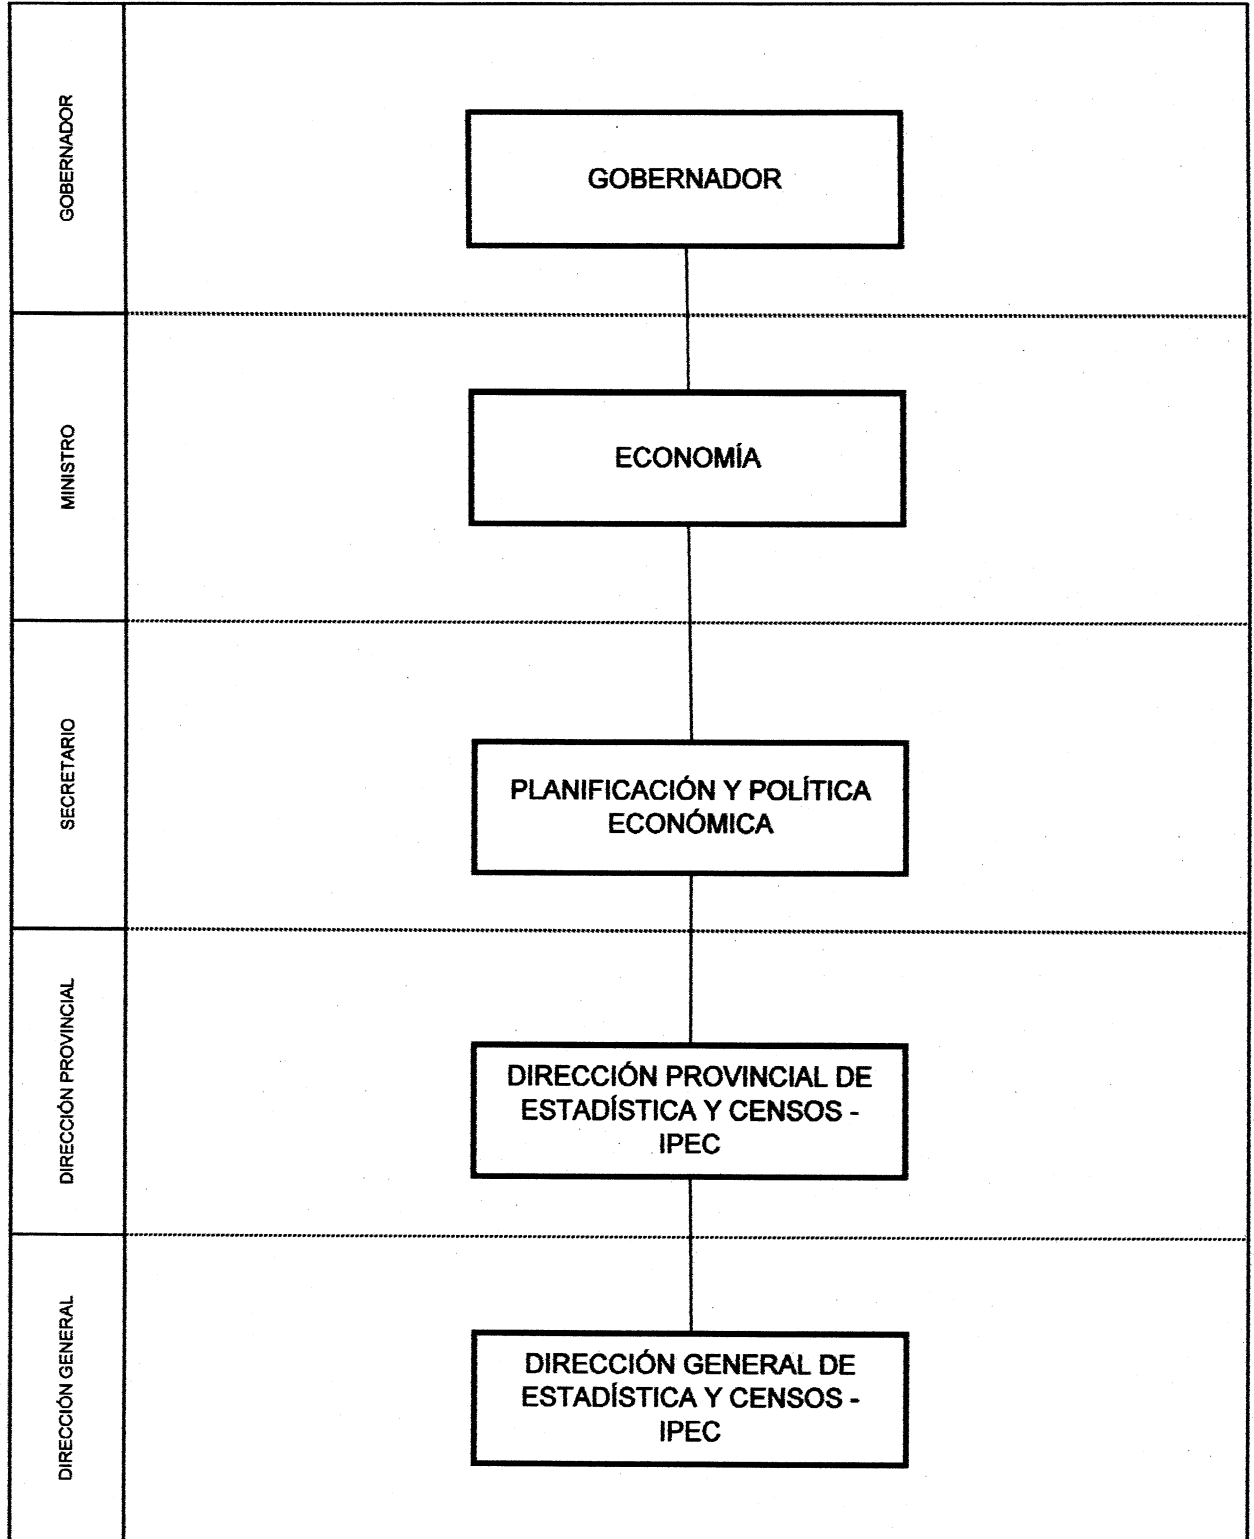 GOBERNADOR
GOBERNADOR
MINISTRO
ECONOMÍA
SECRETARIO
PLANIFICACIÓN Y POLÍTICA
ECONÓMICA
DIRECCIÓN PROVINCIAL
DIRECCIÓN PROVINCIAL DE
ESTADÍSTICA Y CENSOS -
IPEC
DIRECCIÓN GENERAL
DIRECCIÓN GENERAL DE
ESTADÍSTICA Y CENSOS -
IPEC